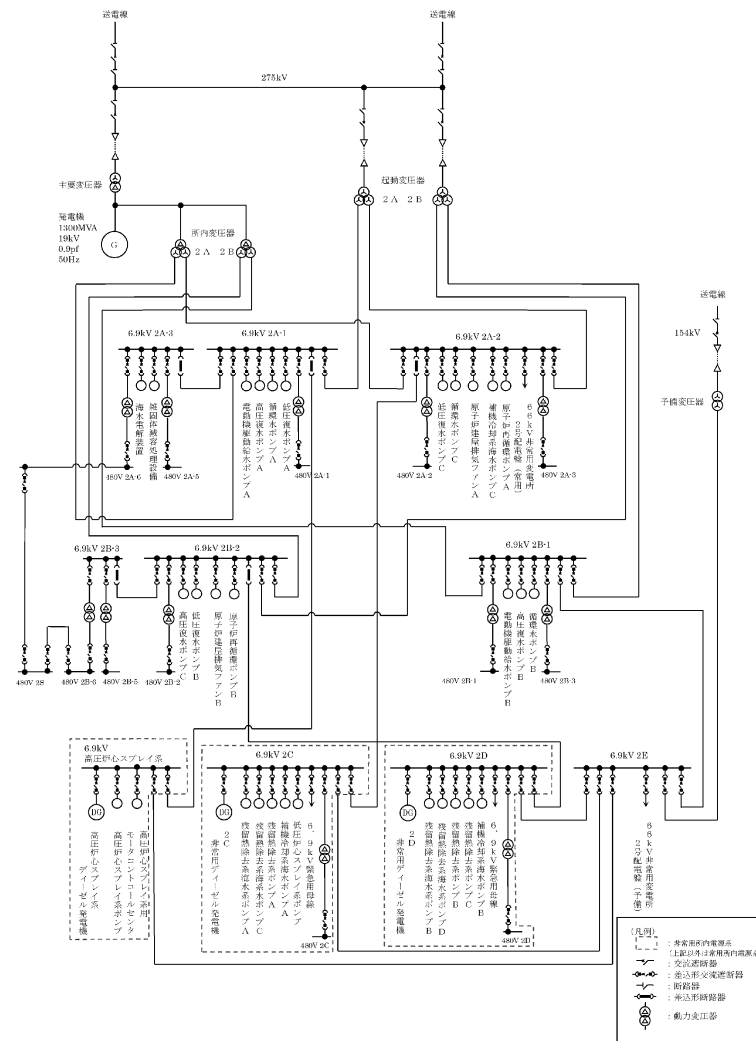 送電線
送電線
275kV
主要変圧器
起動変圧器
2A 2B
発電機
1300MVA
19kV
0.9pf
50Hz
G
所内変圧器
2A 2B
送電線
154kV
予備変圧器
6.9kV 2A-3
6.9kV 2A-1
6.9kV 2A-2
海水電解装置
雑固体減容処理設備
電動機駆動給水ポンプA
高圧復水ポンプA
循環水ポンプA
低圧復水ポンプA
低圧復水ポンプC
循環水ポンプC
原子炉建屋排気ファンA
補機冷却系海水ポンプC
原子炉再循環ポンプA
66kV非常用変電所
2号配電盤(常用)
480V 2A-6
480V 2A-5
480V 2A-1
480V 2A-2
480V 2A-3
6.9kV 2B-3
6.9kV 2B-2
6.9kV 2B-1
高圧復水ポンプC
低圧復水ポンプB
原子炉建屋排気ファンB
原子炉再循環ポンプB
電動機駆動給水ポンプB
高圧復水ポンプB
循環水ポンプB
480V 2S
480V 2B-6
480V 2B-5
480V 2B-2
480V 2B-1
480V 2B-3
6.9kV
高圧炉心スプレイ系
6.9kV 2C
6.9kV 2D
6.9kV 2E
DG
DG
DG
高圧炉心スプレイ系
ディーゼル発電機
高圧炉心スプレイ系ポンプ
高圧炉心スプレイ系用
モータコントロールセンタ
2C
非常用ディーゼル発電機
残留熱除去系海水系ポンプA
残留熱除去系海水系ポンプC
残留熱除去系ポンプA
補機冷却系海水ポンプA
低圧炉心スプレイ系ポンプ
6.9kV緊急用母線
480V 2C
2D
非常用ディーゼル発電機
残留熱除去系海水系ポンプB
残留熱除去系海水系ポンプD
残留熱除去系ポンプB
残留熱除去系ポンプC
補機冷却系海水ポンプB
6.9kV緊急用母線
480V 2D
66kV非常用変電所
2号配電盤(予備)
(凡例)
:非常用所内電源系
(上記以外は常用所内電源系
:交流遮断器
:差込形交流遮断器
:断路器
:差込形断路器
:動力変圧器